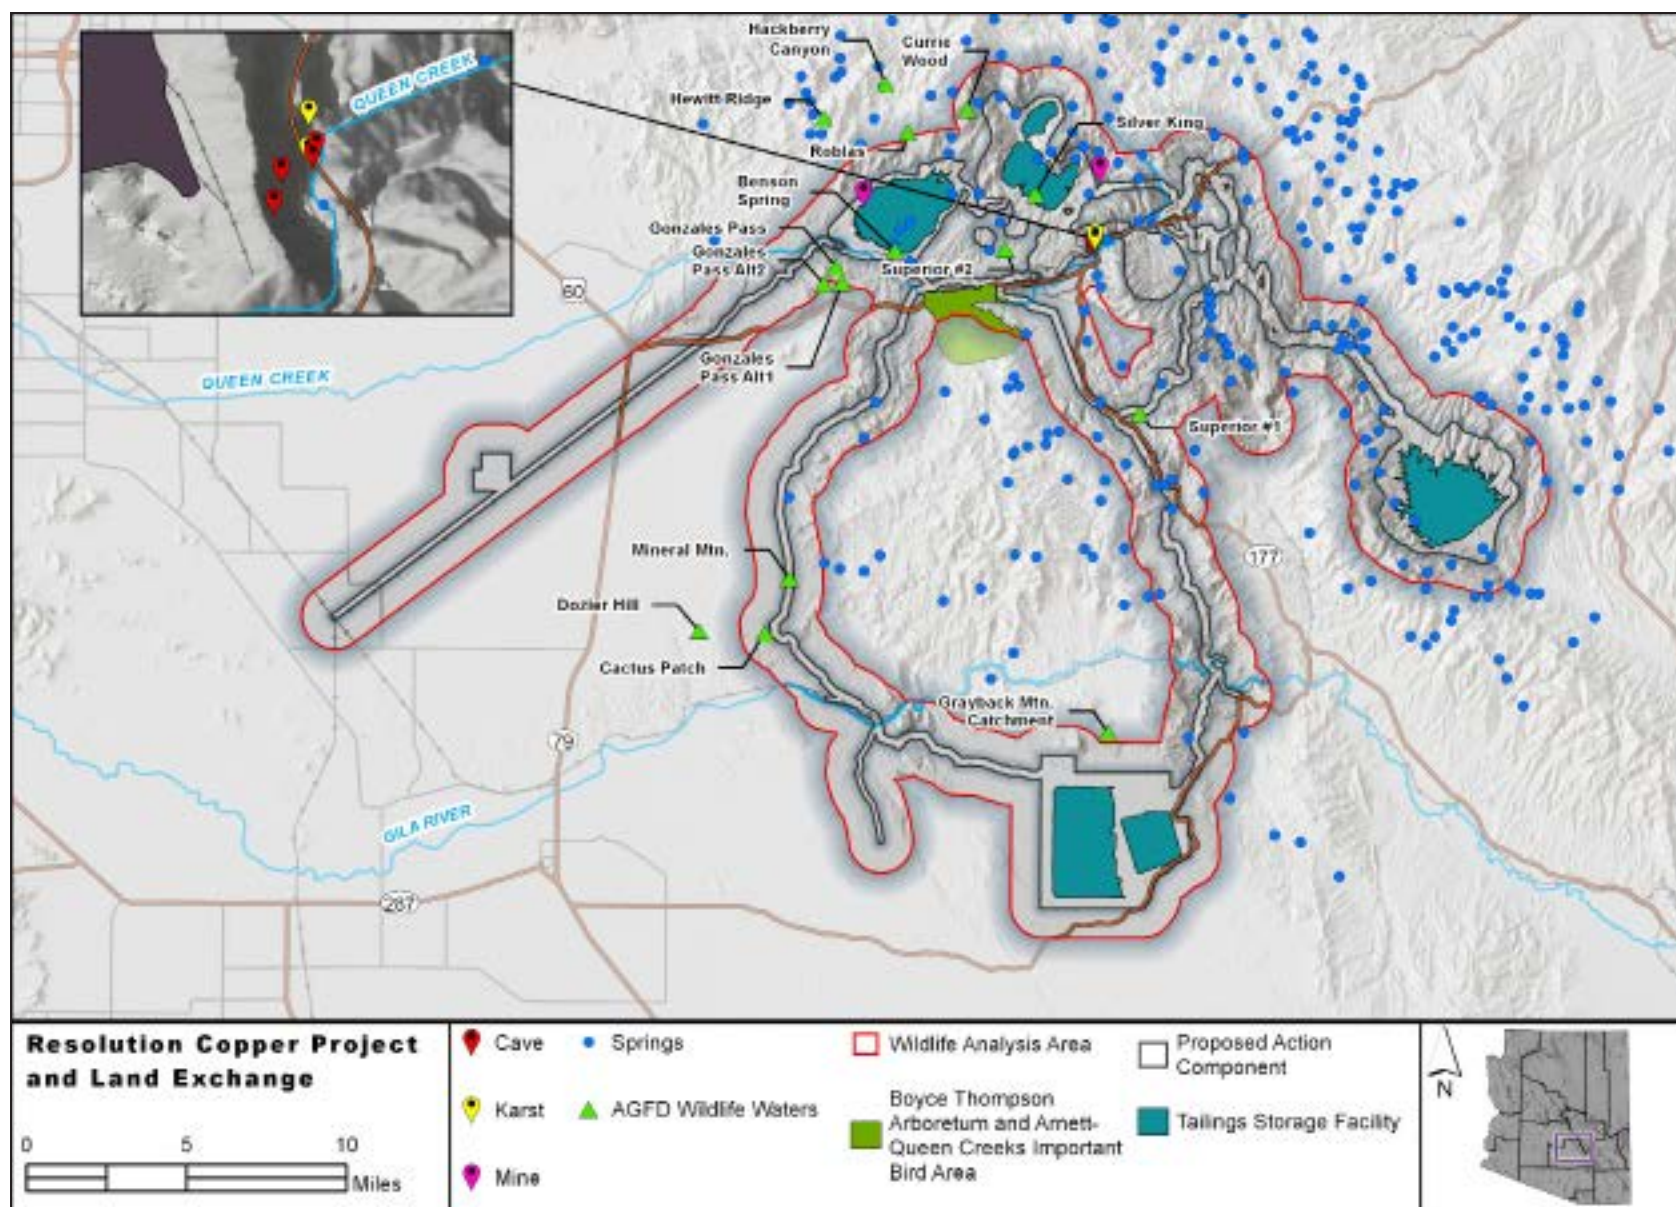 Hackberry
Canyon
Currie
Wood
QUEEN CREEK
Hewitt Ridge
Silver King
Roblas
Benson
Spring
Gonzales Pass
Gonzales
Pass Alt2
Superior #2
60
Gonzales
Pass Alt1
QUEEN CREEK
Superior #1
Mineral Mtn.
177
Dozier Hill
Cactus Patch
Grayback Mtn.
Catchment
79
GILA RIVER
287
Resolution Copper Project
and Land Exchange
0 5 10
Miles
Cave
Karst
Mine
Springs
AGFD Wildlife Waters
Wildlife Analysis Area
Boyce Thompson
Arboretum and Arnett-
Queen Creeks Important
Bird Area
Proposed Action
Component
Tailings Storage Facility
N